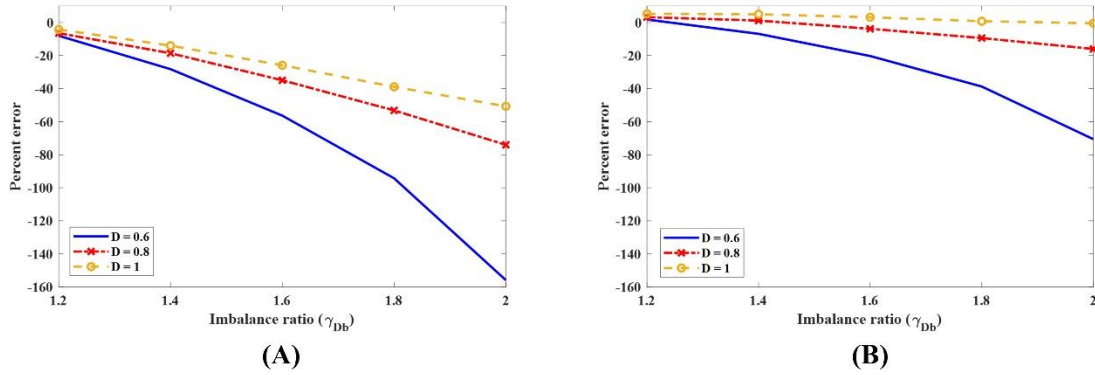 0
-20
-40
-60
-80
-100
-120
-140
-160
Percent error
D = 0.6
D = 0.8
D = 1
1.2 1.4 1.6 1.8 2
Imbalance ratio (γDb)
(A)
0
-20
-40
-60
-80
-100
-120
-140
-160
Percent error
D = 0.6
D = 0.8
D = 1
1.2 1.4 1.6 1.8 2
Imbalance ratio (γDb)
(B)